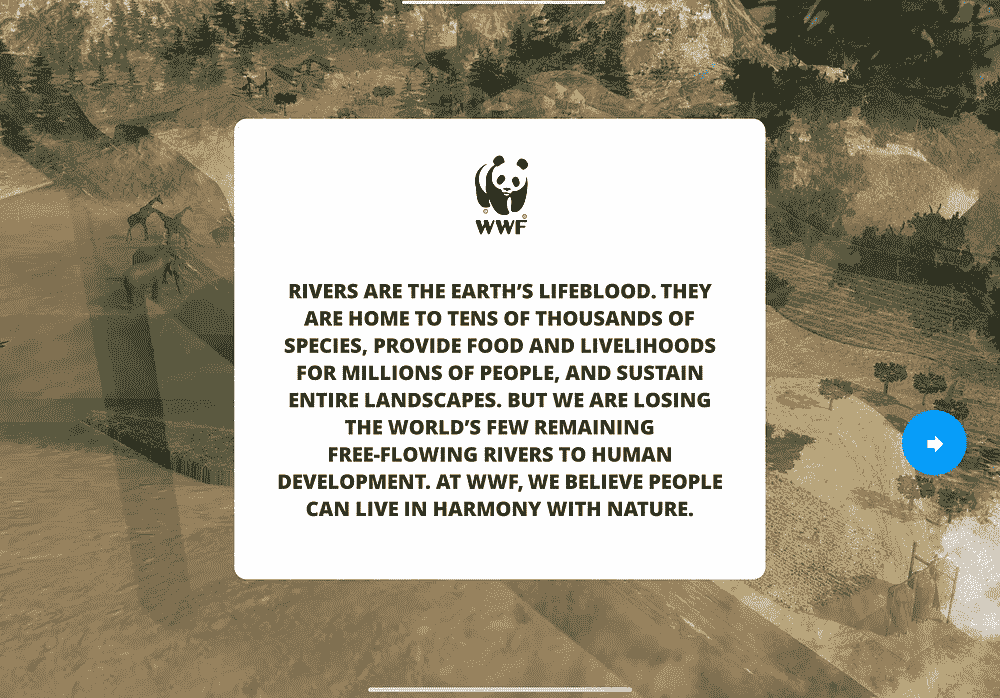 WWF
RIVERS ARE THE EARTH’S LIFEBLOOD. THEY
ARE HOME TO TENS OF THOUSANDS OF
SPECIES, PROVIDE FOOD AND LIVELIHOODS
FOR MILLIONS OF PEOPLE, AND SUSTAIN
ENTIRE LANDSCAPES. BUT WE ARE LOSING
THE WORLD’S FEW REMAINING
FREE-FLOWING RIVERS TO HUMAN
DEVELOPMENT. AT WWF, WE BELIEVE PEOPLE
CAN LIVE IN HARMONY WITH NATURE.